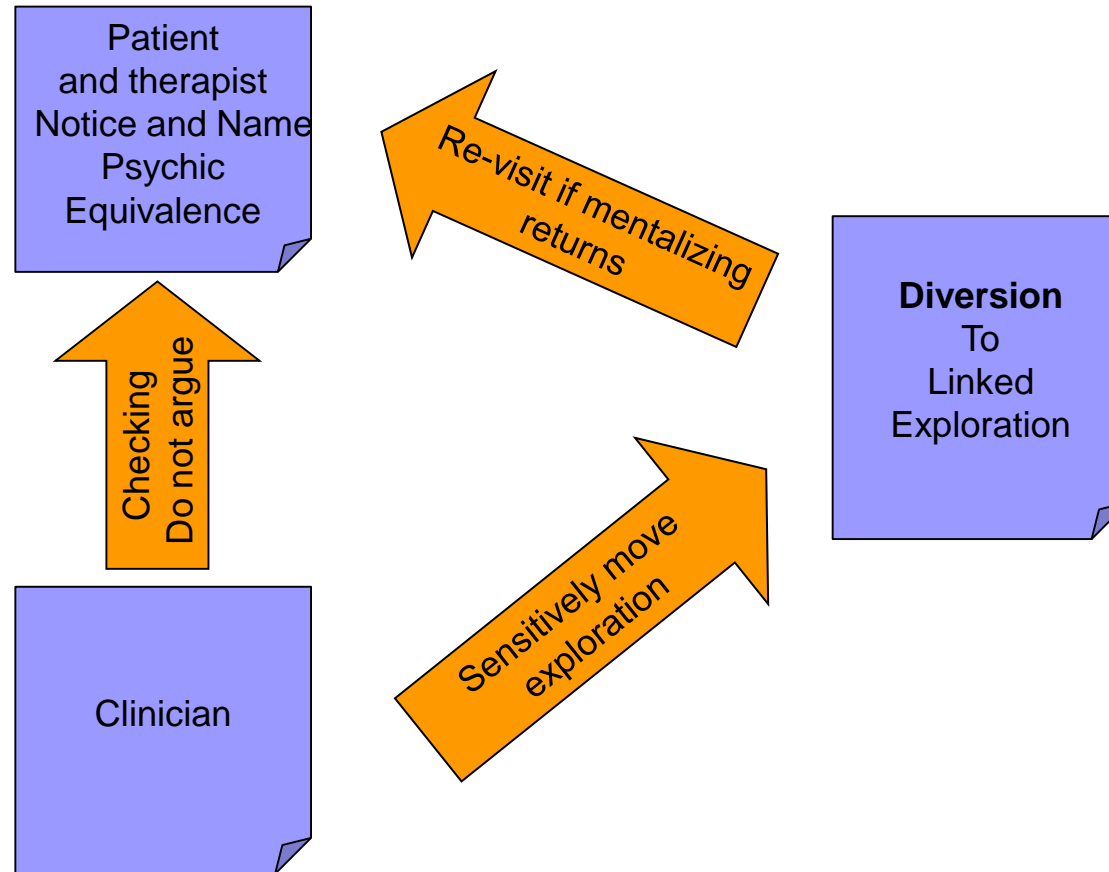 Patient
and therapist
Notice and Name
Psychic
Equivalence
Re-visit if mentalizing
returns
Diversion
To
Linked
Exploration
Checking
Do not argue
Sensitively move
exploration
Clinician